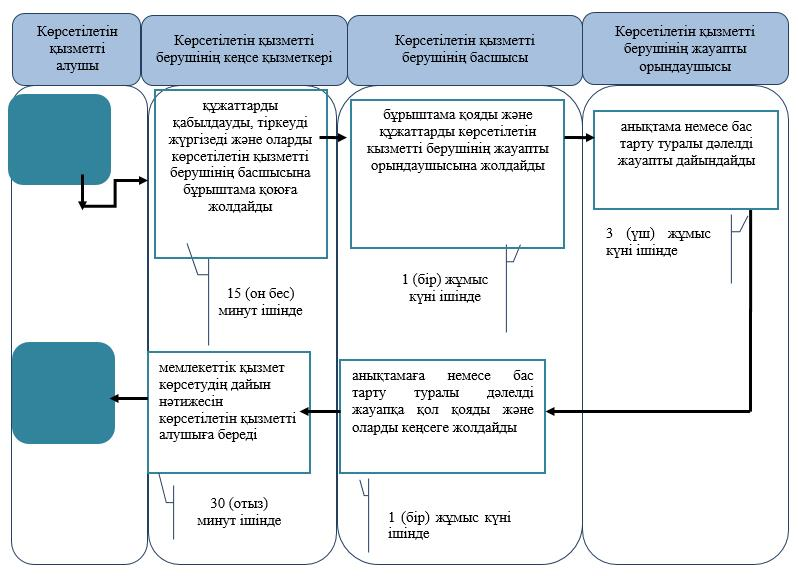 Көрсетілетін
қызметті
алушы
Көрсетілетін қызметті
берушінің кеңсе қызметкері
Көрсетілетін қызметті
берушінің басшысы
Көрсетілетін қызметті
берушінің жауапты
орындаушысы
құжаттарды
қабылдауды, тіркеуді
жүргізеді және оларды
көрсетілетін қызметті
берушінің басшысына
бұрыштама қоюға
жолдайды
бұрыштама қояды және
құжаттарды көрсетілетін
қызметті берушінің жауапты
орындаушысына жолдайды
анықтама немесе бас
тарту туралы дәлелді
жауапты дайындайды
15 (он бес)
минут ішінде
1 (бір) жұмыс
күні ішінде
3 (үш) жұмыс
күні ішінде
мемлекеттік қызмет
көрсетудің дайын
нәтижесін
көрсетілетін қызметті
алушыға береді
анықтамаға немесе бас
тарту туралы дәлелді
жауапқа қол қояды және
оларды кеңсеге жолдайды
30 (отыз)
минут ішінде
1 (бір) жұмыс күні
ішінде